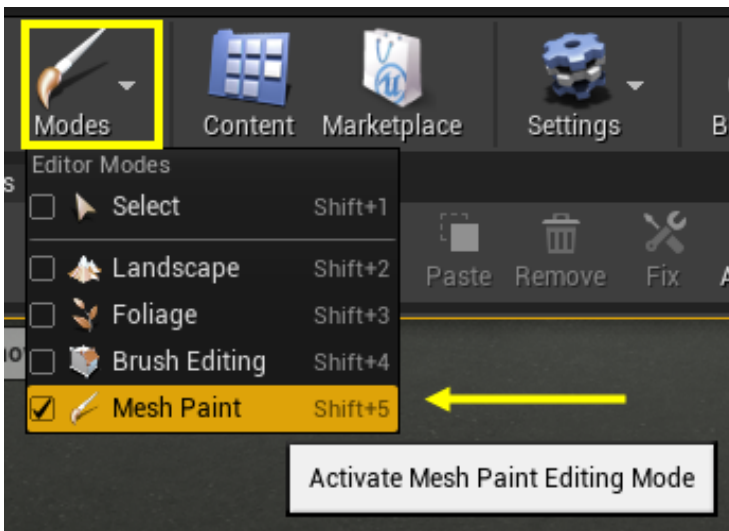 Modes Content Marketplace Settings B
Editor Modes
s
Select Shift+1
Landscape Shift+2
Paste Remove Fix A
Foliage Shift+3
Brush Editing Shift+4
Mesh Paint Shift+5
Activate Mesh Paint Editing Mode